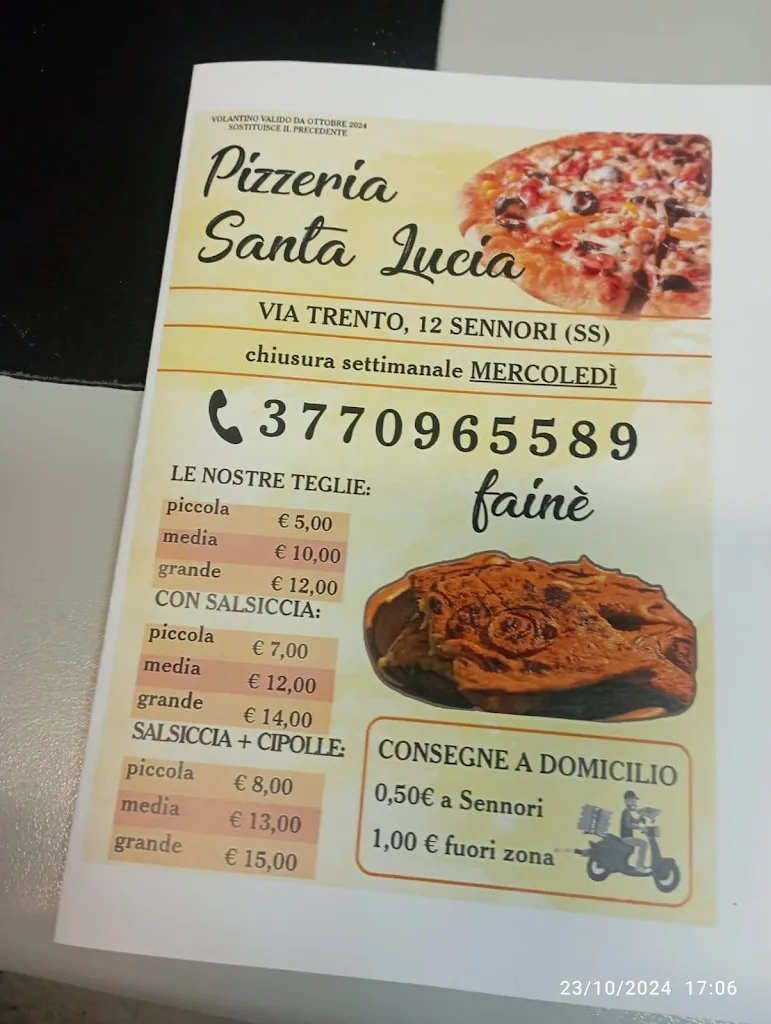 VOLANTINO VALIDO DA OTTOBRE 2024
SOSTITUISCE IL PRECEDENTE
Pizzeria
Santa Lucia
VIA TRENTO, 12 SENNORI (SS)
chiusura settimanale MERCOLEDÌ
3770965589
fainè
LE NOSTRE TEGLIE:
piccola € 5,00
media € 10,00
grande € 12,00
CON SALSICCIA:
piccola € 7,00
media € 12,00
grande € 14,00
SALSICCIA + CIPOLLE:
piccola € 8,00
media € 13,00
grande € 15,00
CONSEGNE A DOMICILIO
0,50€ a Sennori
1,00 € fuori zona
23/10/2024 17:06